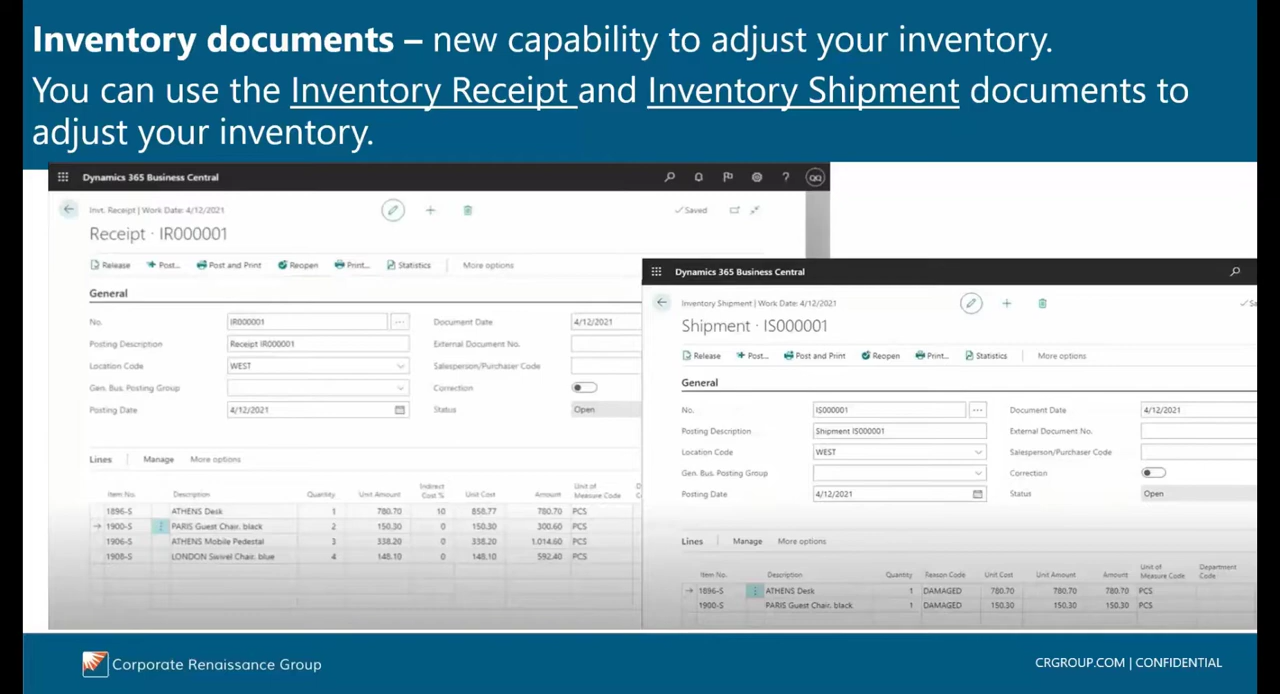 Inventory documents – new capability to adjust your inventory.
You can use the Inventory Receipt and Inventory Shipment documents to
adjust your inventory.
Dynamics 365 Business Central
?
QQ
Invt. Receipt | Work Date: 4/12/2021
Saved
Receipt · IR000001
Release Post... Post and Print Reopen Print... Statistics More options
General
No. IR000001 ... Document Date 4/12/2021
Posting Description Receipt IR000001 External Document No.
Location Code WEST Salesperson/Purchaser Code
Gen. Bus. Posting Group Correction
Posting Date 4/12/2021 Status Open
Lines Manage More options
Item No. Description Quantity Unit Amount Indirect Cost % Unit Cost Amount Unit of Measure Code
1896-S ATHENS Desk 1 780.70 10 858.77 780.70 PCS
1900-S PARIS Guest Chair, black 2 150.30 0 150.30 300.60 PCS
1906-S ATHENS Mobile Pedestal 3 338.20 0 338.20 1,014.60 PCS
1908-S LONDON Swivel Chair, blue 4 148.10 0 148.10 592.40 PCS
Dynamics 365 Business Central
Inventory Shipment | Work Date: 4/12/2021
Shipment · IS000001
Release Post... Post and Print Reopen Print... Statistics More options
General
No. IS000001 ... Document Date 4/12/2021
Posting Description Shipment IS000001 External Document No.
Location Code WEST Salesperson/Purchaser Code
Gen. Bus. Posting Group Correction
Posting Date 4/12/2021 Status Open
Lines Manage More options
Item No. Description Quantity Reason Code Unit Cost Unit Amount Amount Unit of Measure Code Department Code
1896-S ATHENS Desk 1 DAMAGED 780.70 780.70 780.70 PCS
1900-S PARIS Guest Chair, black 1 DAMAGED 150.30 150.30 150.30 PCS
Corporate Renaissance Group
CRGROUP.COM | CONFIDENTIAL